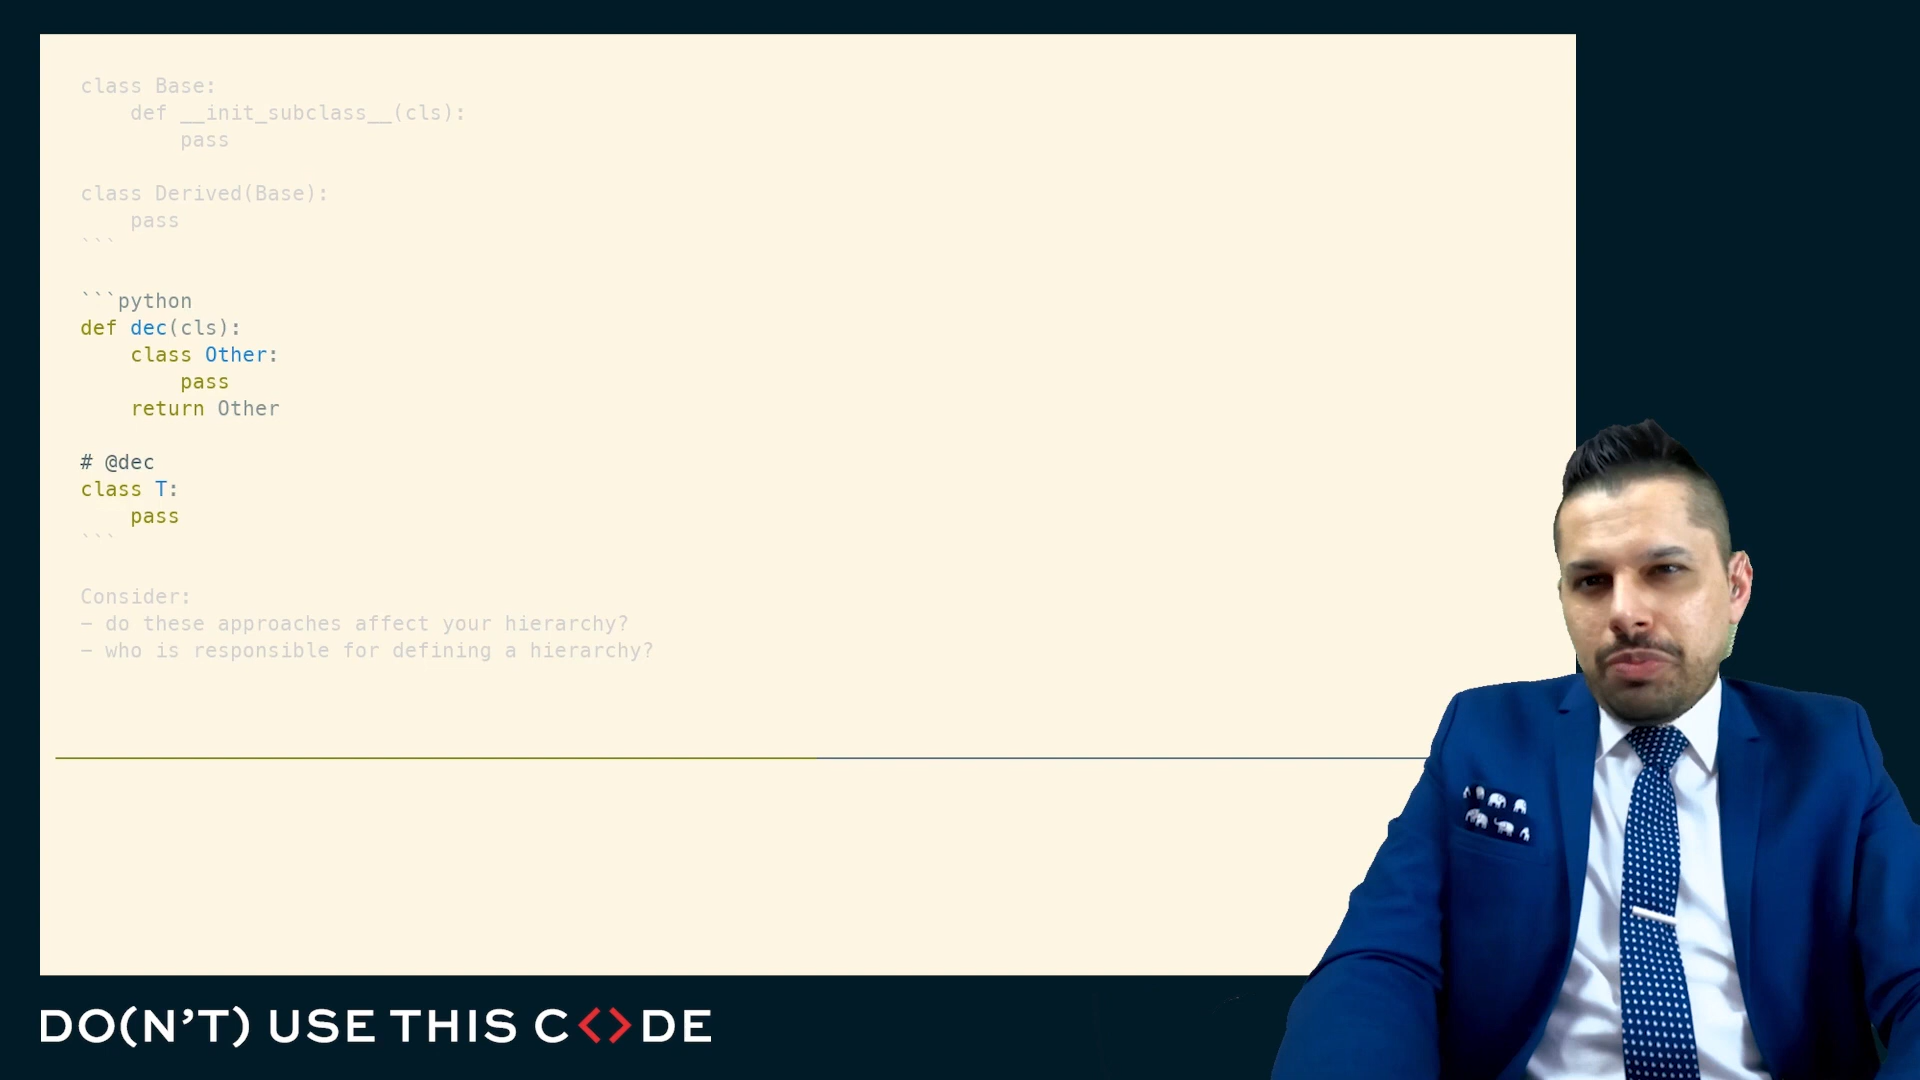 class Base:
    def __init_subclass__(cls):
        pass

class Derived(Base):
    pass
```

```python
def dec(cls):
    class Other:
        pass
    return Other

# @dec
class T:
    pass
```

Consider:
- do these approaches affect your hierarchy?
- who is responsible for defining a hierarchy?
DO(N'T) USE THIS C<>DE